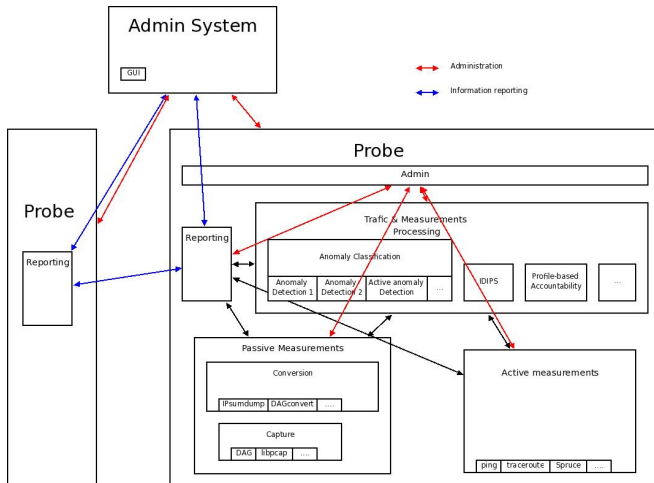 Admin System
GUI
Administration
Information reporting
Probe
Reporting
Probe
Admin
Reporting
Trafic & Measurements
Processing
Anomaly Classification
Anomaly
Detection 1
Anomaly
Detection 2
Active anomaly
Detection
...
IDIPS
Profile-based
Accountability
...
Passive Measurements
Conversion
IPsumdump
DAGconvert
....
Capture
DAG
libpcap
....
Active measurements
ping
traceroute
Spruce
....